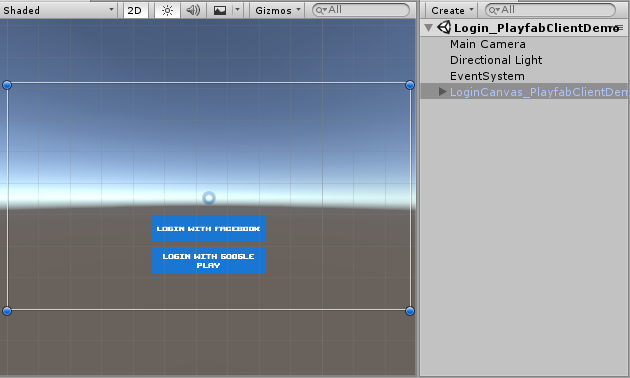 Shaded 2D Gizmos All
Create All
Login_PlayfabClientDemo
Main Camera
Directional Light
EventSystem
LoginCanvas_PlayfabClientDem
LOGIN WITH FACEBOOK
LOGIN WITH GOOGLE
PLAY